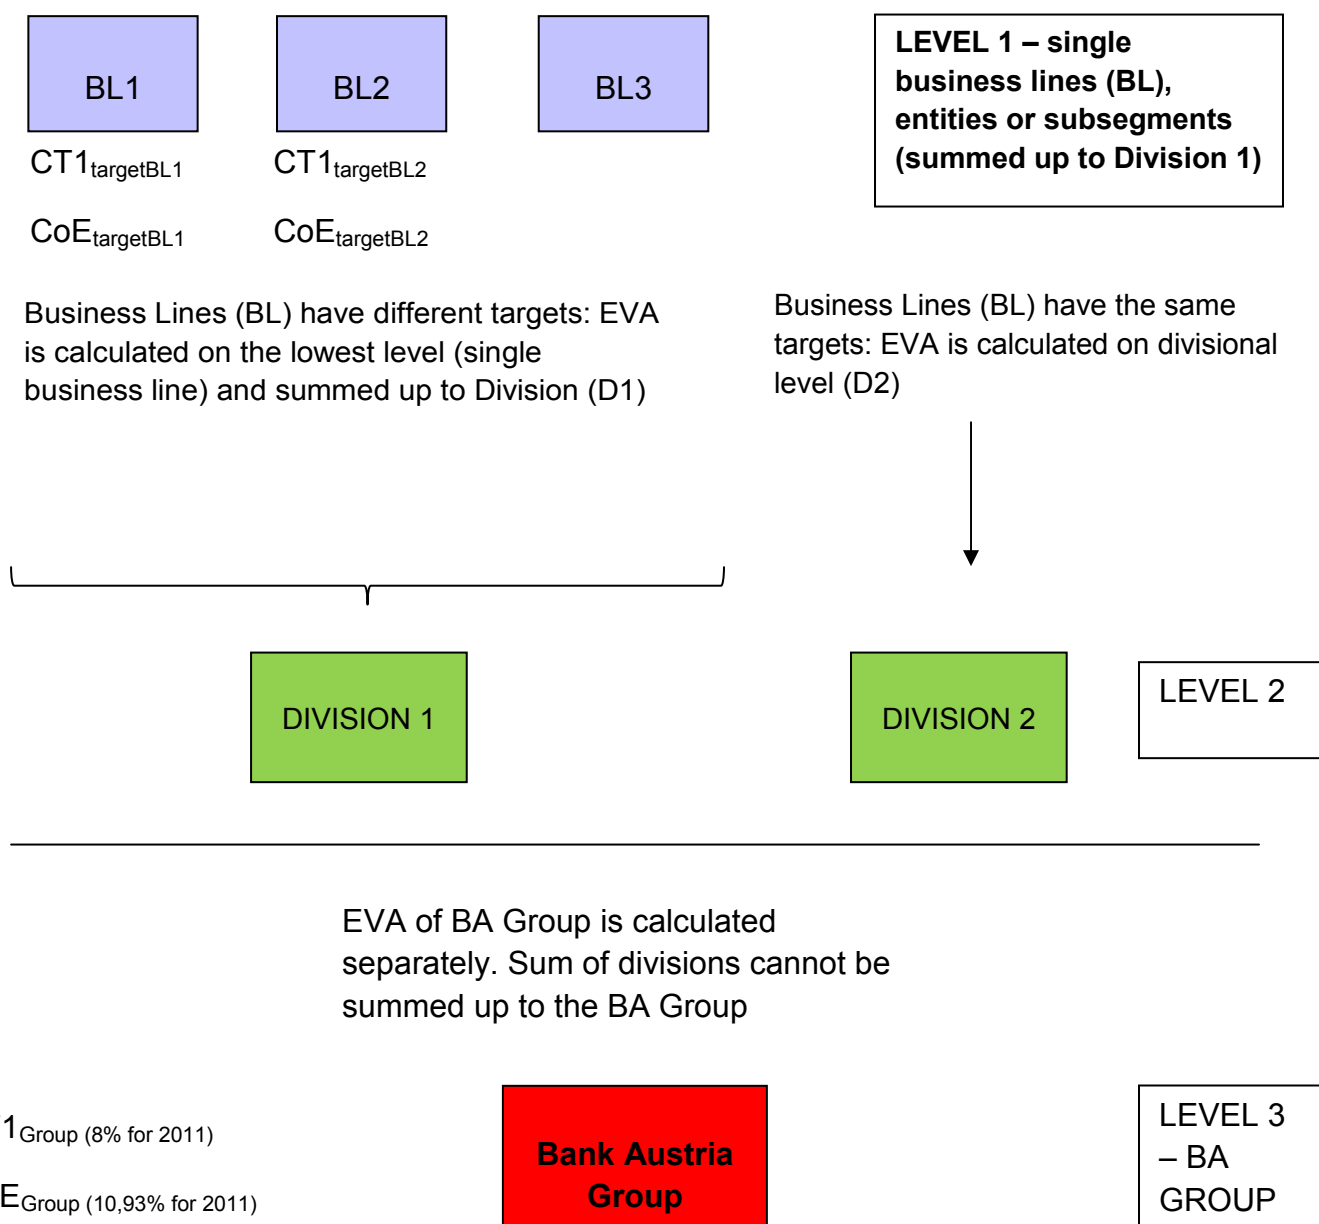 BL1
BL2
BL3
LEVEL 1 – single
business lines (BL),
entities or subsegments
(summed up to Division 1)
CT1targetBL1
CT1targetBL2
CoEtargetBL1
CoEtargetBL2
Business Lines (BL) have different targets: EVA
is calculated on the lowest level (single
business line) and summed up to Division (D1)
Business Lines (BL) have the same
targets: EVA is calculated on divisional
level (D2)
DIVISION 1
DIVISION 2
LEVEL 2
EVA of BA Group is calculated
separately. Sum of divisions cannot be
summed up to the BA Group
1Group (8% for 2011)
EGroup (10,93% for 2011)
Bank Austria
Group
LEVEL 3
– BA
GROUP